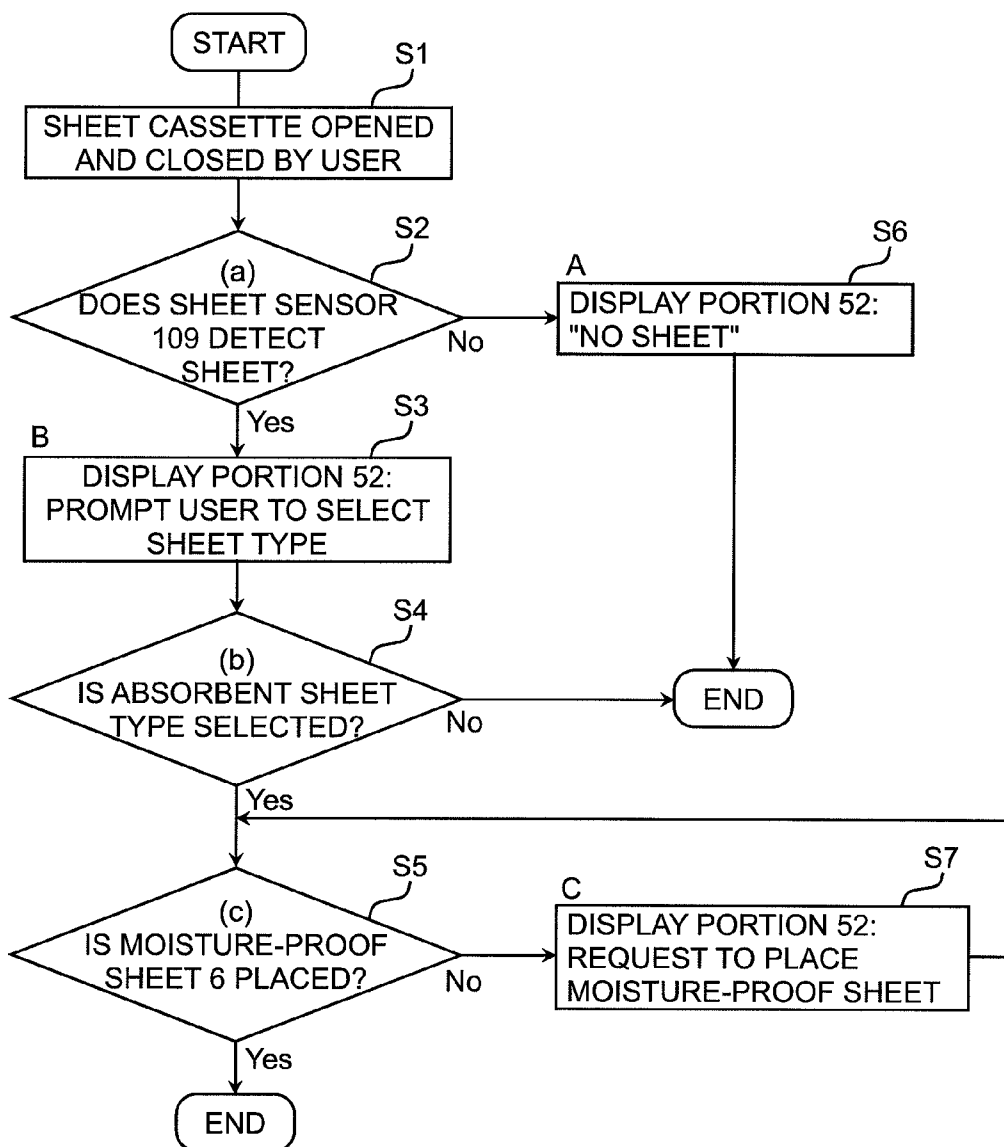 START
S1
SHEET CASSETTE OPENED
AND CLOSED BY USER
S2
(a)
DOES SHEET SENSOR
109 DETECT
SHEET?
No
Yes
S6
A
DISPLAY PORTION 52:
"NO SHEET"
S3
B
DISPLAY PORTION 52:
PROMPT USER TO SELECT
SHEET TYPE
S4
(b)
IS ABSORBENT SHEET
TYPE SELECTED?
No
END
Yes
S5
(c)
IS MOISTURE-PROOF
SHEET 6 PLACED?
No
S7
C
DISPLAY PORTION 52:
REQUEST TO PLACE
MOISTURE-PROOF SHEET
Yes
END